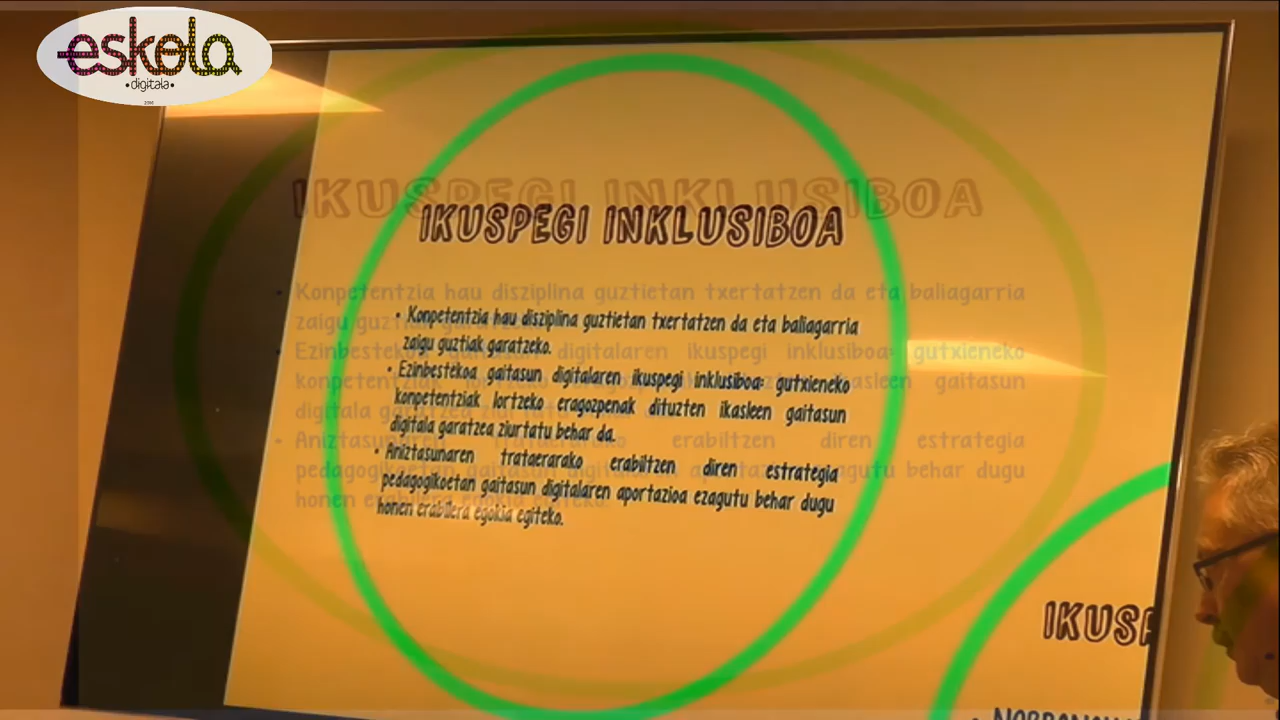 eskola
•digitala•
IKUSPEGI INKLUSIBOA
• Konpetentzia hau disziplina guztietan txertatzen da eta baliagarria
zaigu guztiak garatzeko.
• Ezinbestekoa gaitasun digitalaren ikuspegi inklusiboa: gutxieneko
konpetentziak lortzeko eragozpenak dituzten ikasleen gaitasun
digitala garatzea ziurtatu behar da.
• Aniztasunaren trataerarako erabiltzen diren estrategia
pedagogikoetan gaitasun digitalaren aportazioa ezagutu behar dugu
honen erabilera egokia egiteko.
IKUSP